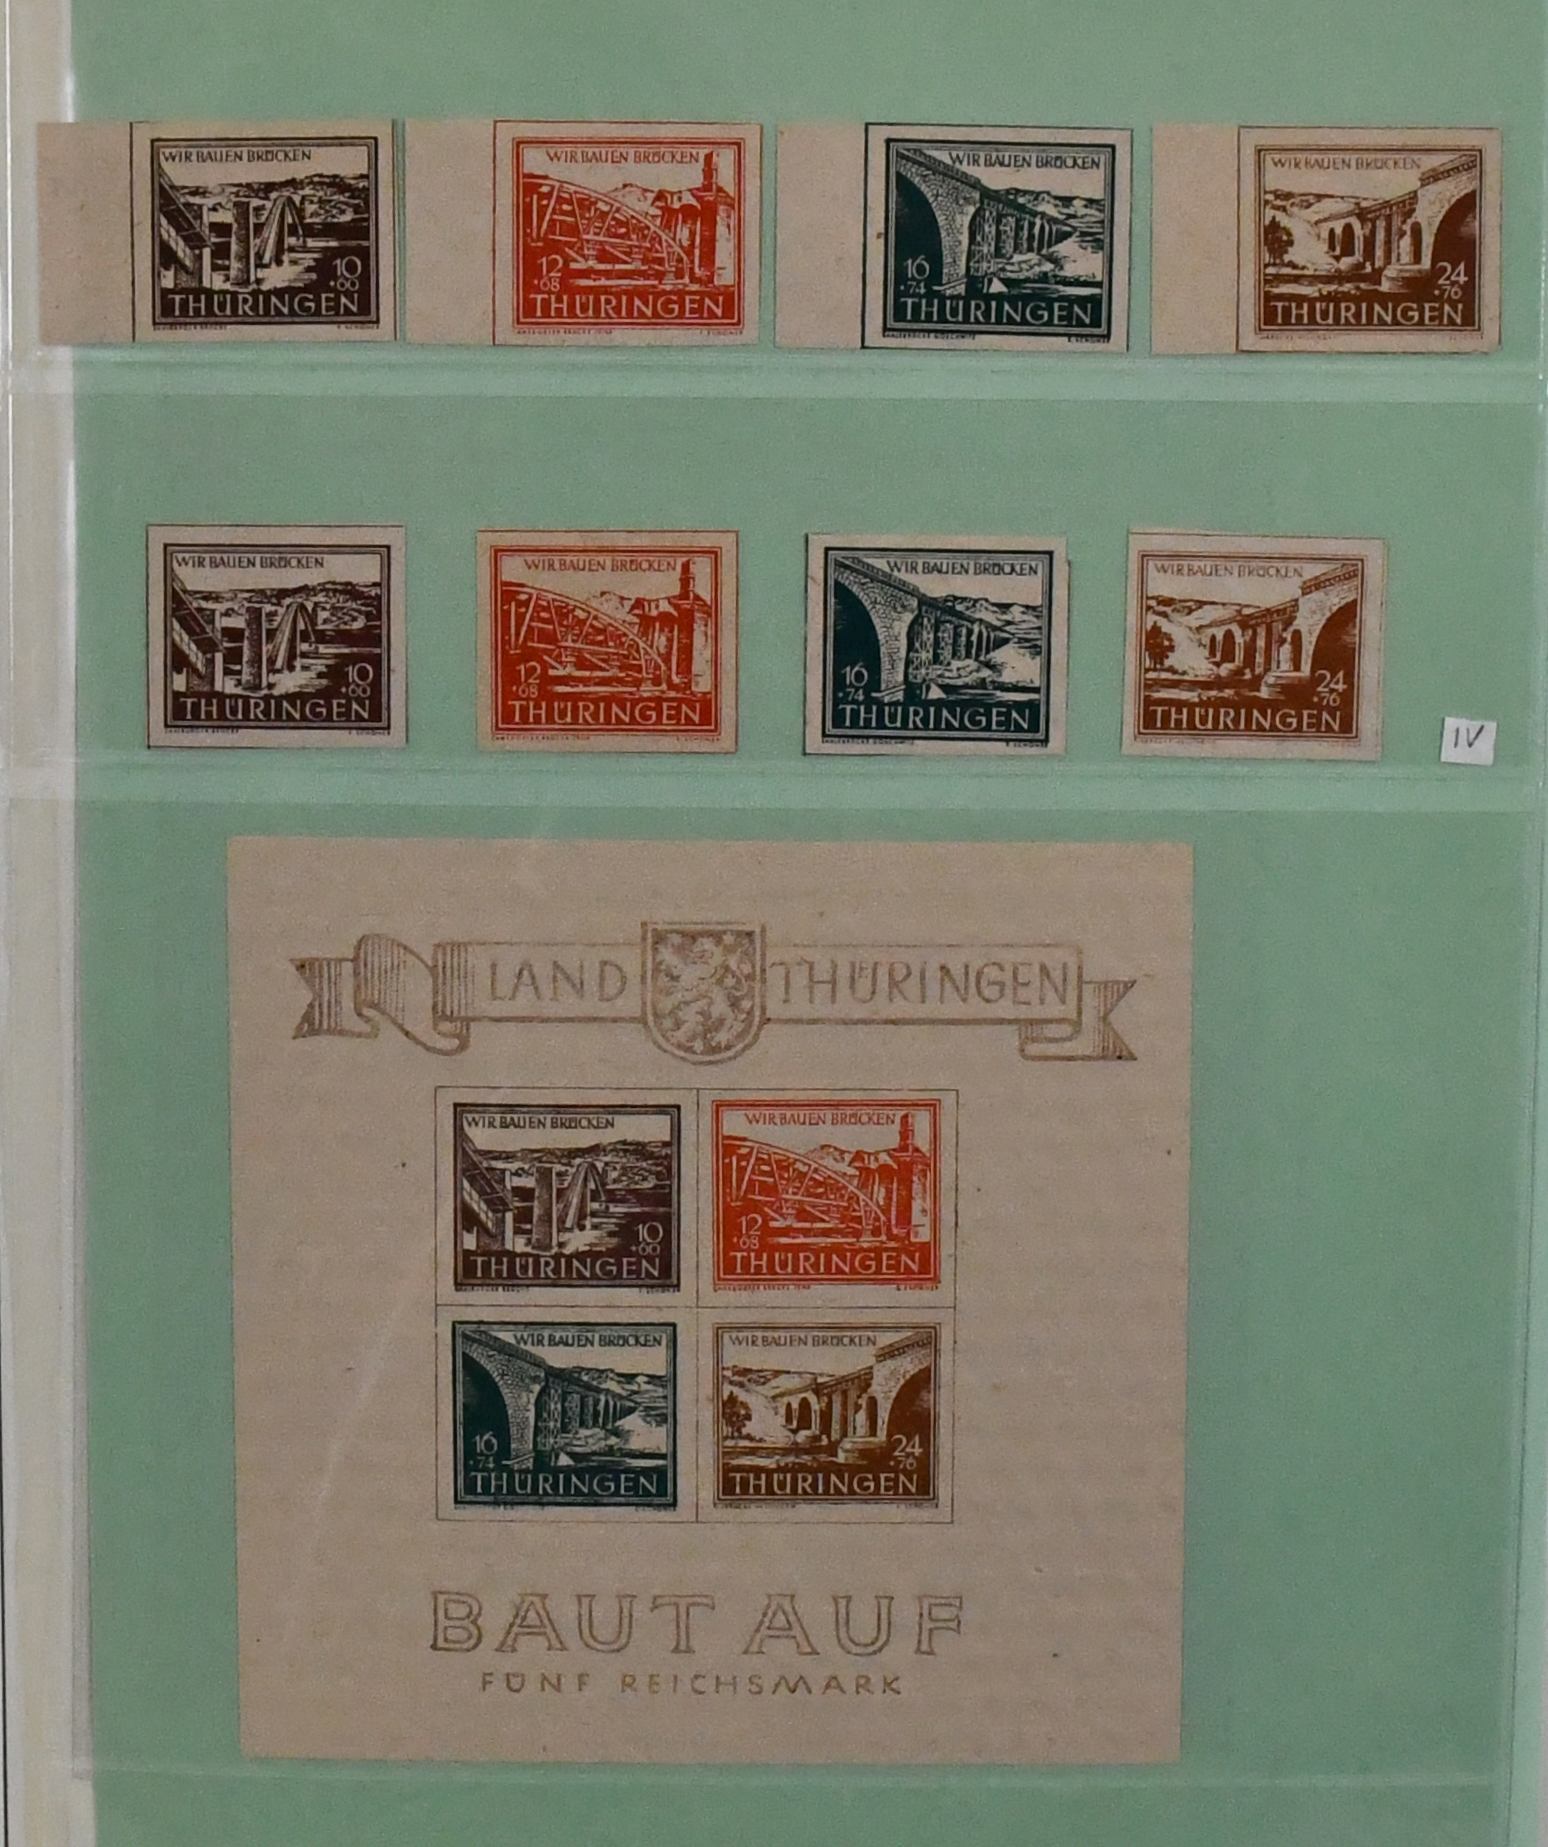 WIR BAUEN BRÜCKEN
10
+60
THÜRINGEN
WIR BAUEN BRÜCKEN
12
+68
THÜRINGEN
WIR BAUEN BRÜCKEN
16
+74
THÜRINGEN
WIR BAUEN BRÜCKEN
24
+76
THÜRINGEN
WIR BAUEN BRÜCKEN
10
+60
THÜRINGEN
WIR BAUEN BRÜCKEN
12
+68
THÜRINGEN
WIR BAUEN BRÜCKEN
16
+74
THÜRINGEN
WIR BAUEN BRÜCKEN
24
+76
THÜRINGEN
IV
LAND THÜRINGEN
WIR BAUEN BRÜCKEN
10
+60
THÜRINGEN
WIR BAUEN BRÜCKEN
12
+68
THÜRINGEN
WIR BAUEN BRÜCKEN
16
+74
THÜRINGEN
WIR BAUEN BRÜCKEN
24
+76
THÜRINGEN
BAUT AUF
FÜNF REICHSMARK